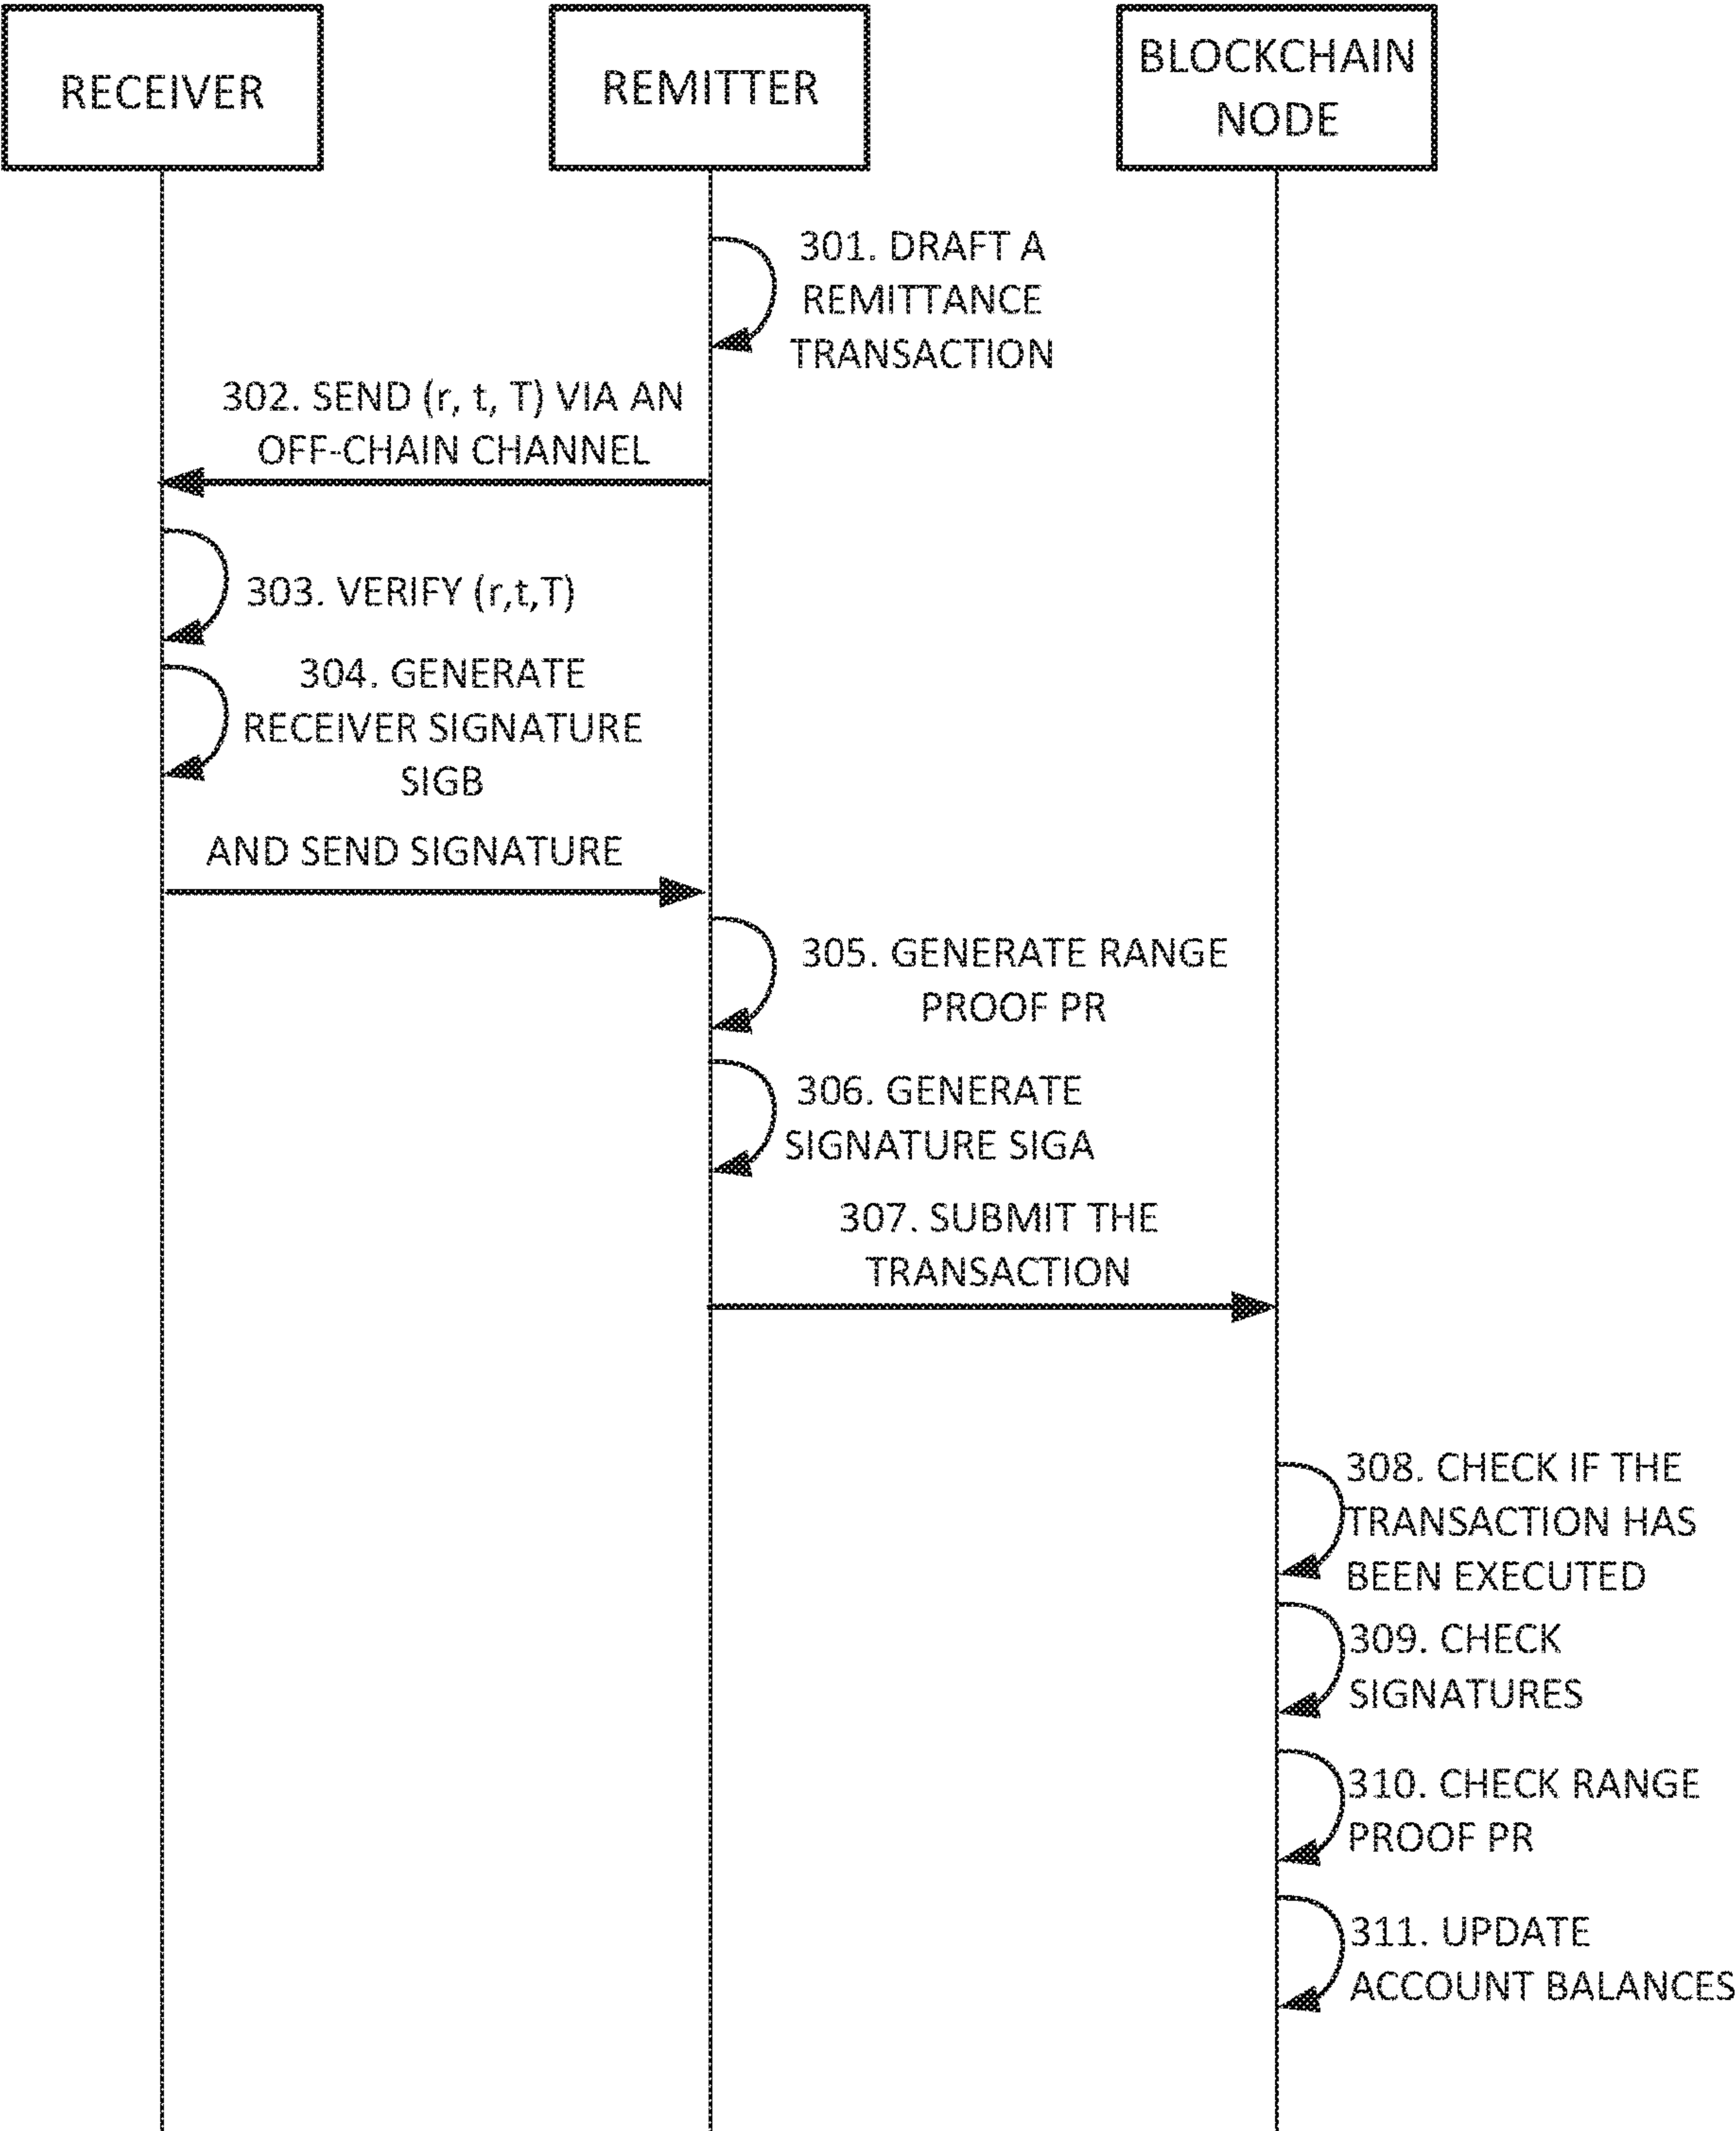 RECEIVER
REMITTER
BLOCKCHAIN
NODE
301. DRAFT A
REMITTANCE
TRANSACTION
302. SEND (r, t, T) VIA AN
OFF-CHAIN CHANNEL
303. VERIFY (r,t,T)
304. GENERATE
RECEIVER SIGNATURE
SIGB
AND SEND SIGNATURE
305. GENERATE RANGE
PROOF PR
306. GENERATE
SIGNATURE SIGA
307. SUBMIT THE
TRANSACTION
308. CHECK IF THE
TRANSACTION HAS
BEEN EXECUTED
309. CHECK
SIGNATURES
310. CHECK RANGE
PROOF PR
311. UPDATE
ACCOUNT BALANCES